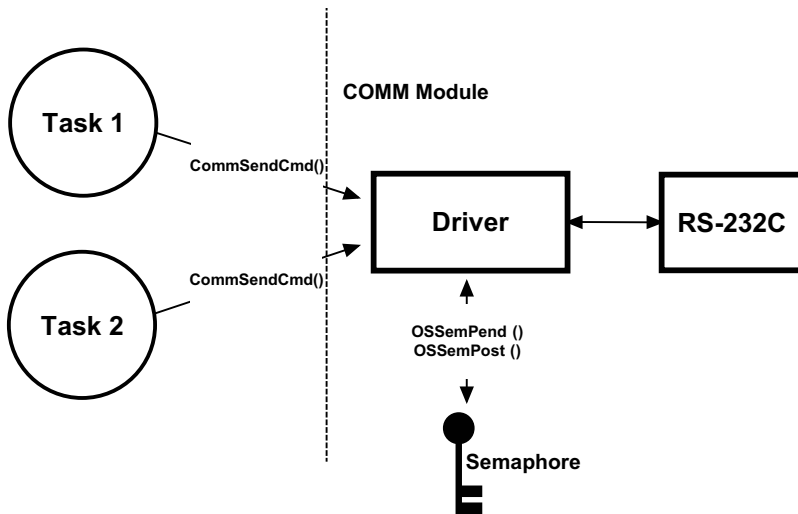 Task 1
COMM Module
CommSendCmd()
Driver
RS-232C
CommSendCmd()
Task 2
OSSemPend ()
OSSemPost ()
Semaphore